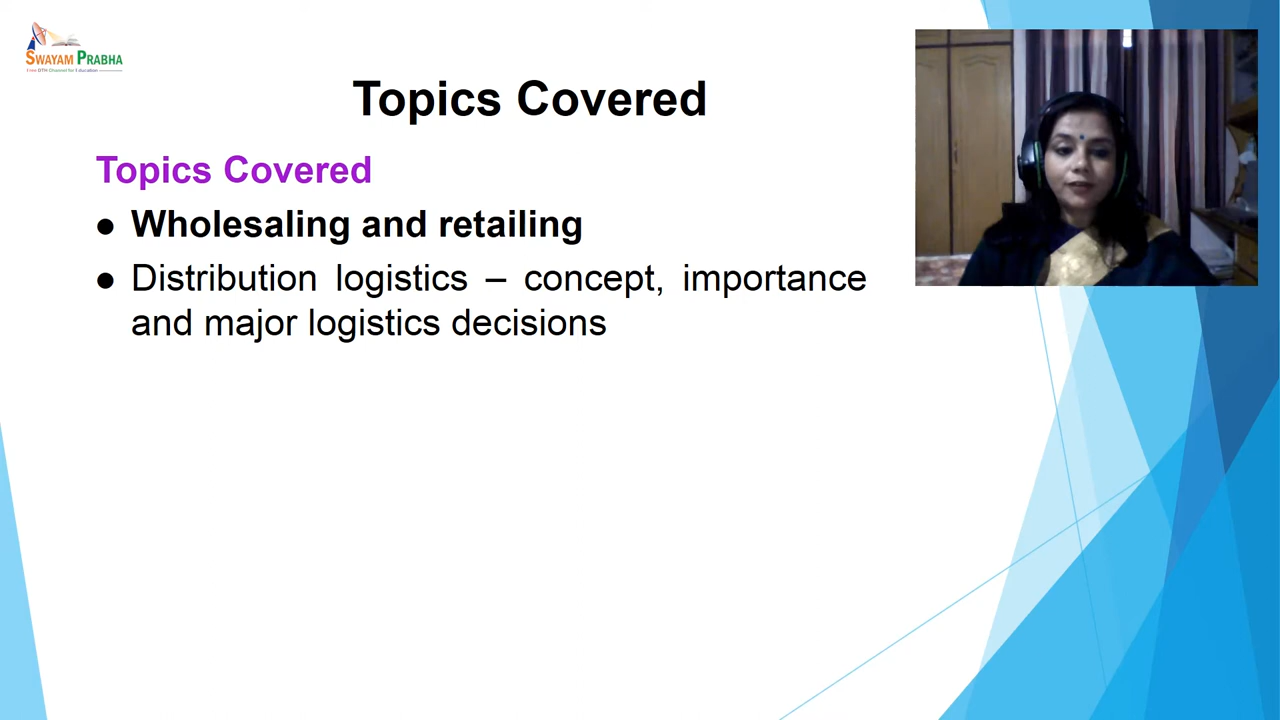 SWAYAM PRABHA
Topics Covered
Topics Covered
● Wholesaling and retailing
● Distribution logistics – concept, importance
and major logistics decisions